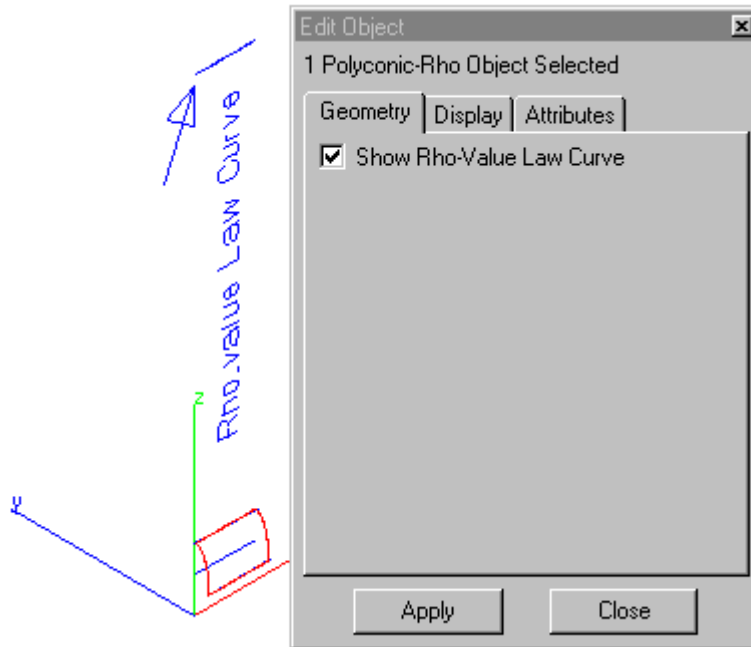 Edit Object
1 Polyconic-Rho Object Selected
Geometry Display Attributes
Show Rho-Value Law Curve
Rho.value Law Curve
z
y
Apply Close